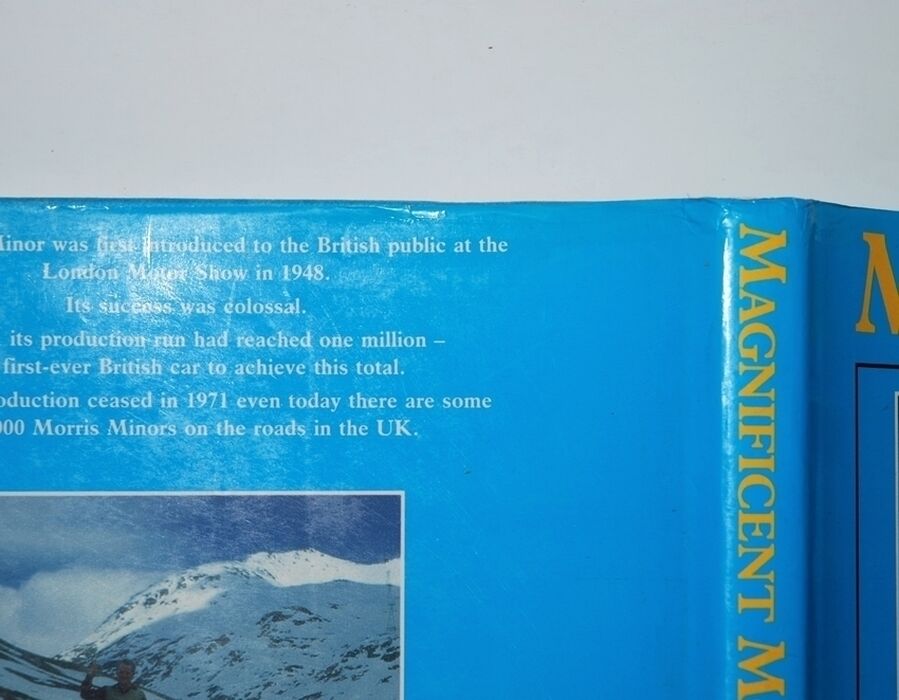 was first introduced to the British public at the
London Motor Show in 1948.
Its success was colossal.
its production run had reached one million –
first-ever British car to achieve this total.
production ceased in 1971 even today there are some
000 Morris Minors on the roads in the UK.
MAGNIFICENT M
M